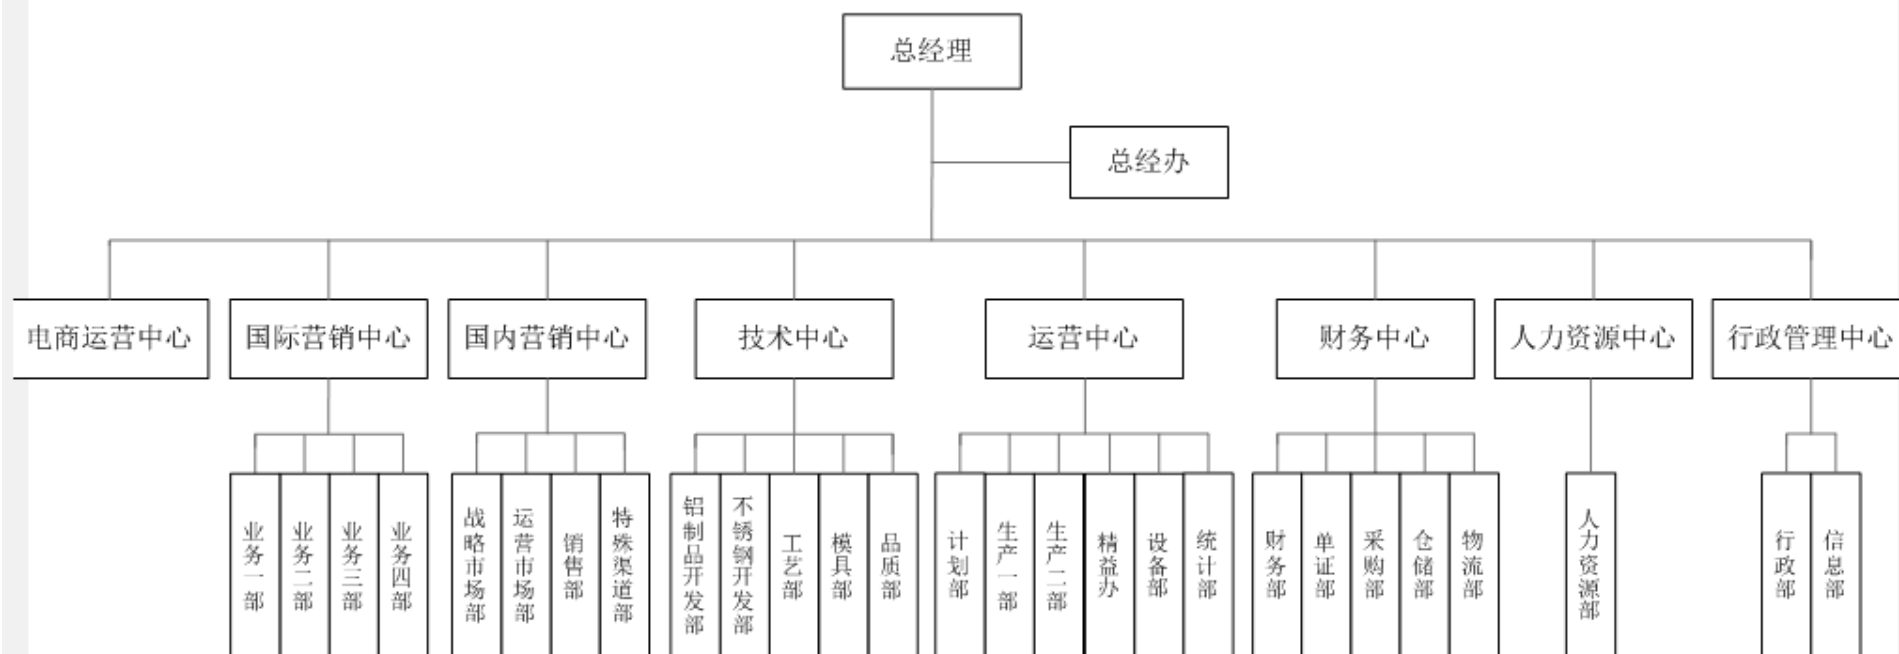 总经理
总经办
电商运营中心
国际营销中心
国内营销中心
技术中心
运营中心
财务中心
人力资源中心
行政管理中心
业务一部
业务二部
业务三部
业务四部
战略市场部
运营市场部
销售部
特殊渠道部
铝制品开发部
不锈钢开发部
工艺部
模具部
品质部
计划部
生产一部
生产二部
精益办
设备部
统计部
财务部
单证部
采购部
仓储部
物流部
人力资源部
行政部
信息部